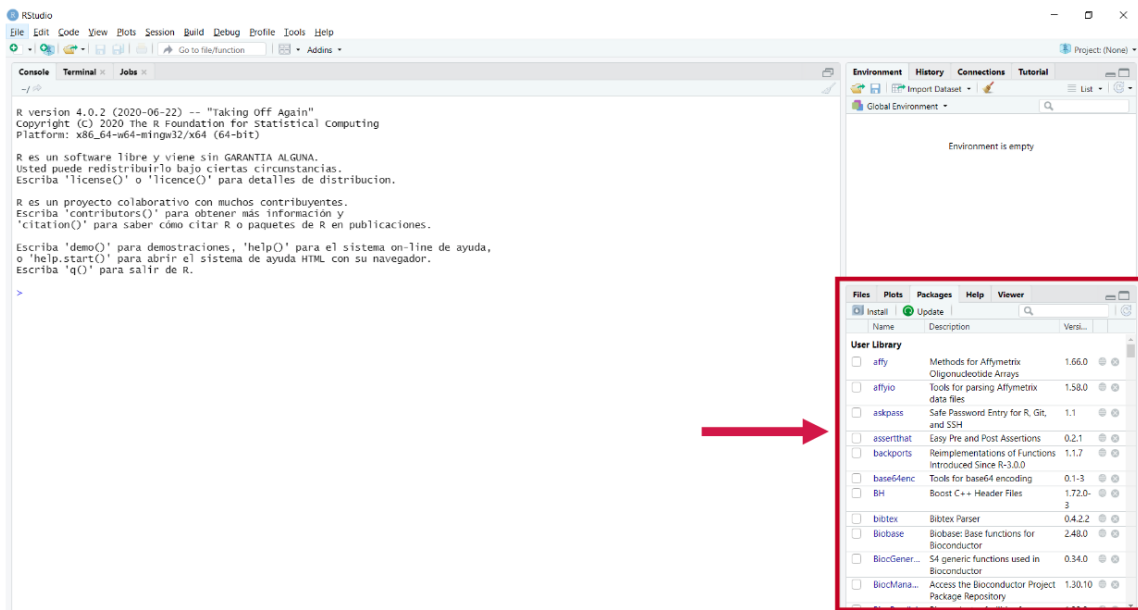 RStudio
File Edit Code View Plots Session Build Debug Profile Tools Help
Go to file/function Addins Project: (None)
Console Terminal Jobs
~/
R version 4.0.2 (2020-06-22) -- "Taking Off Again"
Copyright (C) 2020 The R Foundation for Statistical Computing
Platform: x86_64-w64-mingw32/x64 (64-bit)
R es un software libre y viene sin GARANTIA ALGUNA.
Usted puede redistribuirlo bajo ciertas circunstancias.
Escriba 'license()' o 'licence()' para detalles de distribucion.
R es un proyecto colaborativo con muchos contribuyentes.
Escriba 'contributors()' para obtener más información y
'citation()' para saber cómo citar R o paquetes de R en publicaciones.
Escriba 'demo()' para demostraciones, 'help()' para el sistema on-line de ayuda,
o 'help.start()' para abrir el sistema de ayuda HTML con su navegador.
Escriba 'q()' para salir de R.
>
Environment History Connections Tutorial
Import Dataset List
Global Environment
Environment is empty
Files Plots Packages Help Viewer
Install Update
Name Description Versi...
User Library
affy Methods for Affymetrix 1.66.0
Oligonucleotide Arrays
affyio Tools for parsing Affymetrix 1.58.0
data files
askpass Safe Password Entry for R, Git, 1.1
and SSH
assertthat Easy Pre and Post Assertions 0.2.1
backports Reimplementations of Functions 1.1.7
Introduced Since R-3.0.0
base64enc Tools for base64 encoding 0.1-3
BH Boost C++ Header Files 1.72.0-
3
bibtex Bibtex Parser 0.4.2.2
Biobase Biobase: Base functions for 2.48.0
Bioconductor
BiocGener... S4 generic functions used in 0.34.0
Bioconductor
BiocMana... Access the Bioconductor Project 1.30.10
Package Repository